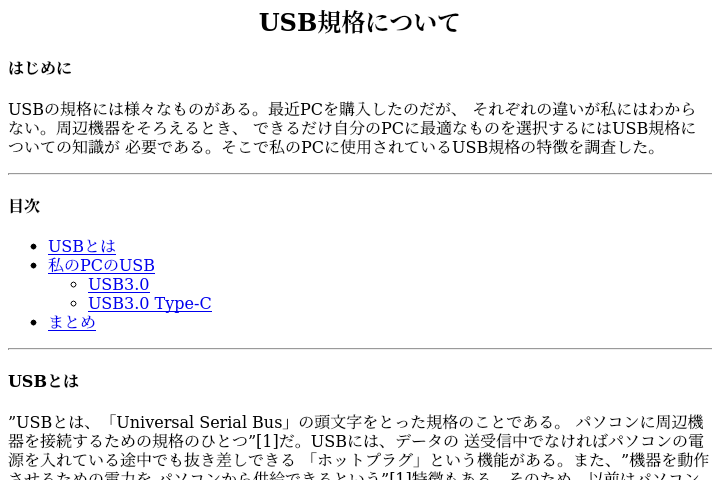 USB規格について
はじめに
USBの規格には様々なものがある。最近PCを購入したのだが、 それぞれの違いが私にはわから
ない。周辺機器をそろえるとき、 できるだけ自分のPCに最適なものを選択するにはUSB規格に
ついての知識が 必要である。そこで私のPCに使用されているUSB規格の特徴を調査した。
目次
USBとは
私のPCのUSB
USB3.0
USB3.0 Type-C
まとめ
USBとは
”USBとは、「Universal Serial Bus」の頭文字をとった規格のことである。 パソコンに周辺機
器を接続するための規格のひとつ”[1]だ。USBには、データの 送受信中でなければパソコンの電
源を入れている途中でも抜き差しできる 「ホットプラグ」という機能がある。また、”機器を動作
させるための電力を パソコンから供給できるという”[1]特徴もある。そのため、以前はパソコン